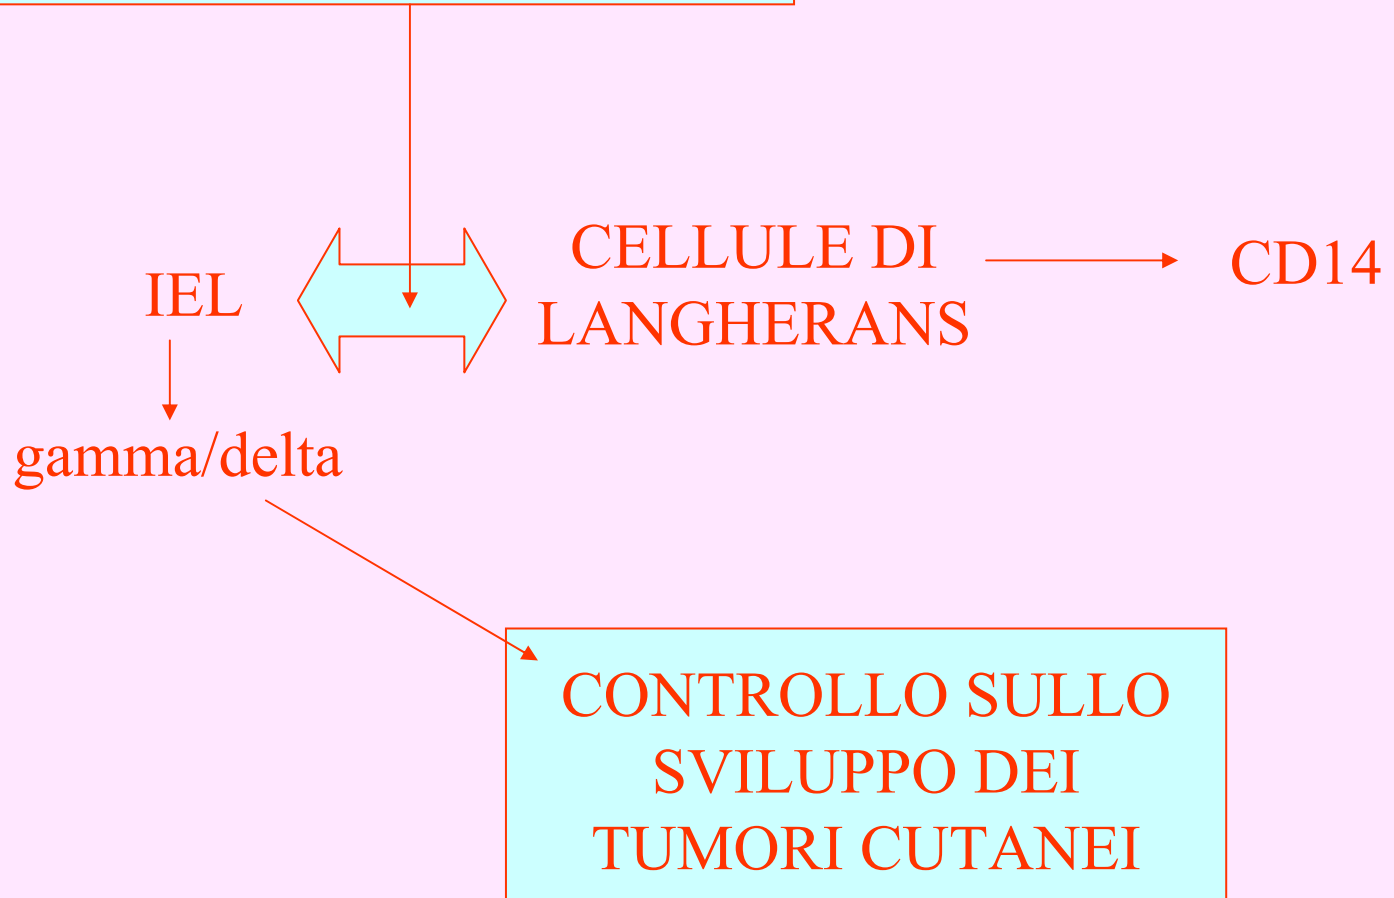 CELLULE DI
LANGHERANS
CD14
IEL
gamma/delta
CONTROLLO SULLO
SVILUPPO DEI
TUMORI CUTANEI